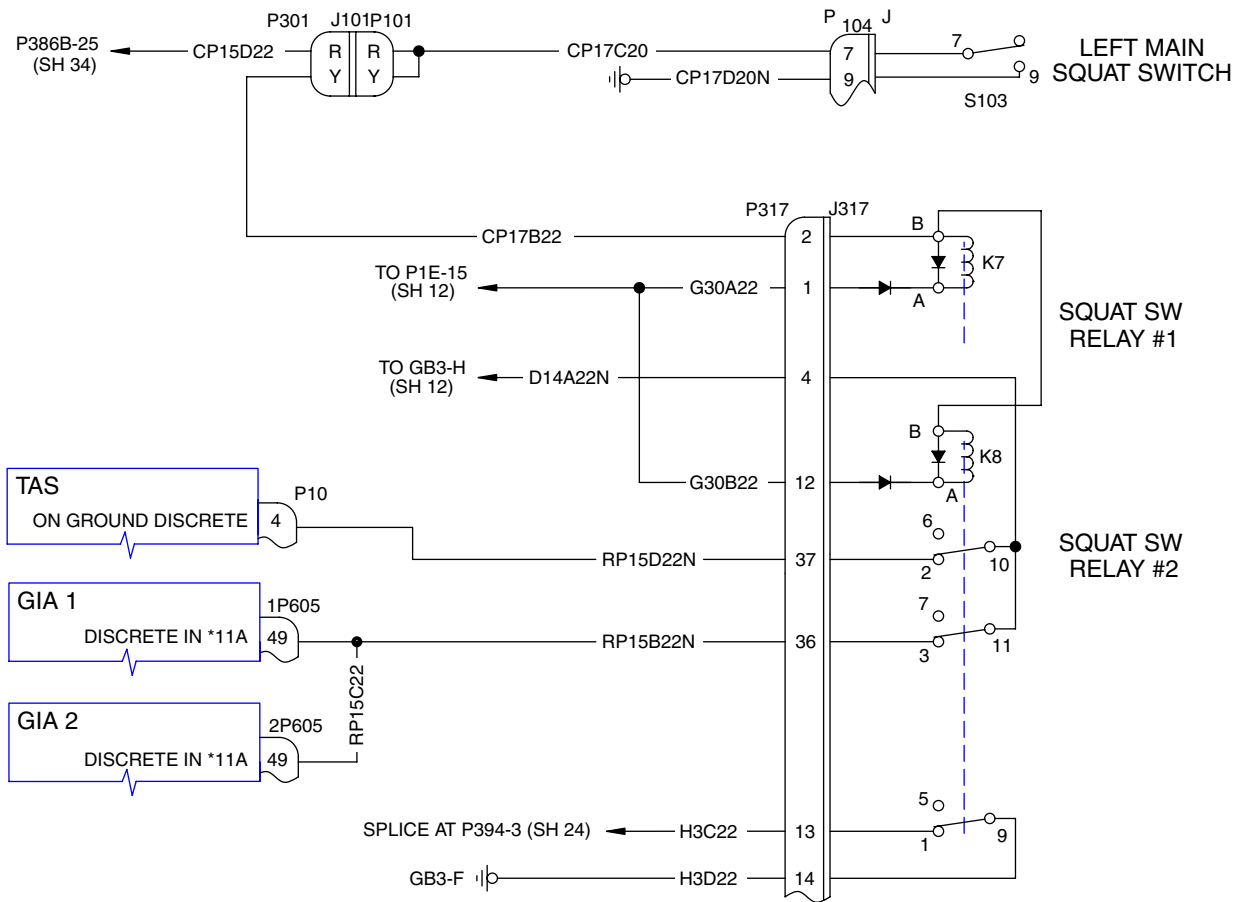 P301 J101 P101
P 104 J
P386B-25
(SH 34)
CP15D22
R R
Y Y
CP17C20
7
7
LEFT MAIN
SQUAT SWITCH
CP17D20N
9
9
S103
P317 J317
CP17B22
2
B
K7
TO P1E-15
(SH 12)
G30A22
1
A
SQUAT SW
RELAY #1
TO GB3-H
(SH 12)
D14A22N
4
B
K8
G30B22
12
A
TAS
ON GROUND DISCRETE
4
P10
RP15D22N
37
6
2
10
SQUAT SW
RELAY #2
GIA 1
DISCRETE IN *11A
1P605
49
RP15B22N
36
7
3
11
RP15C22
GIA 2
DISCRETE IN *11A
2P605
49
SPLICE AT P394-3 (SH 24)
H3C22
13
5
1
9
GB3-F
H3D22
14